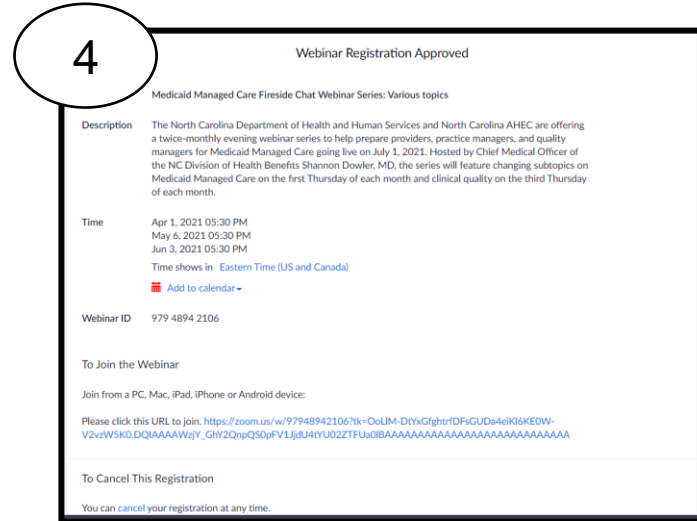 4
Webinar Registration Approved
Medicaid Managed Care Fireside Chat Webinar Series: Various topics
Description The North Carolina Department of Health and Human Services and North Carolina AHEC are offering
a twice-monthly evening webinar series to help prepare providers, practice managers, and quality
managers for Medicaid Managed Care going live on July 1, 2021. Hosted by Chief Medical Officer of
the NC Division of Health Benefits Shannon Dowler, MD, the series will feature changing subtopics on
Medicaid Managed Care on the first Thursday of each month and clinical quality on the third Thursday
of each month.
Time Apr 1, 2021 05:30 PM
May 6, 2021 05:30 PM
Jun 3, 2021 05:30 PM
Time shows in Eastern Time (US and Canada)
Add to calendar
Webinar ID 979 4894 2106
To Join the Webinar
Join from a PC, Mac, iPad, iPhone or Android device:
Please click this URL to join. https://zoom.us/w/97948942106?tk=OoLlM-DtYxGfghtrfDFsGUDa4eiKl6KE0W-
V2vzW5K0.DQIAAAAWzjY_GhY2QnpQS0pFV1JjdU4tYU02ZTFUa0lBAAAAAAAAAAAAAAAAAAAAAAAAAAAA
To Cancel This Registration
You can cancel your registration at any time.